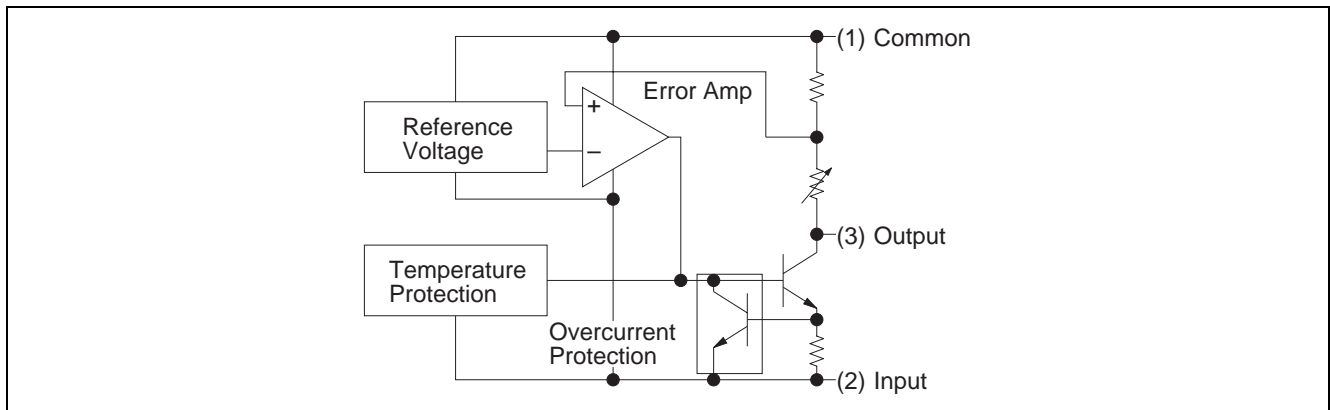 (1) Common
Error Amp
+
Reference
Voltage
−
(3) Output
Temperature
Protection
Overcurrent
Protection
(2) Input